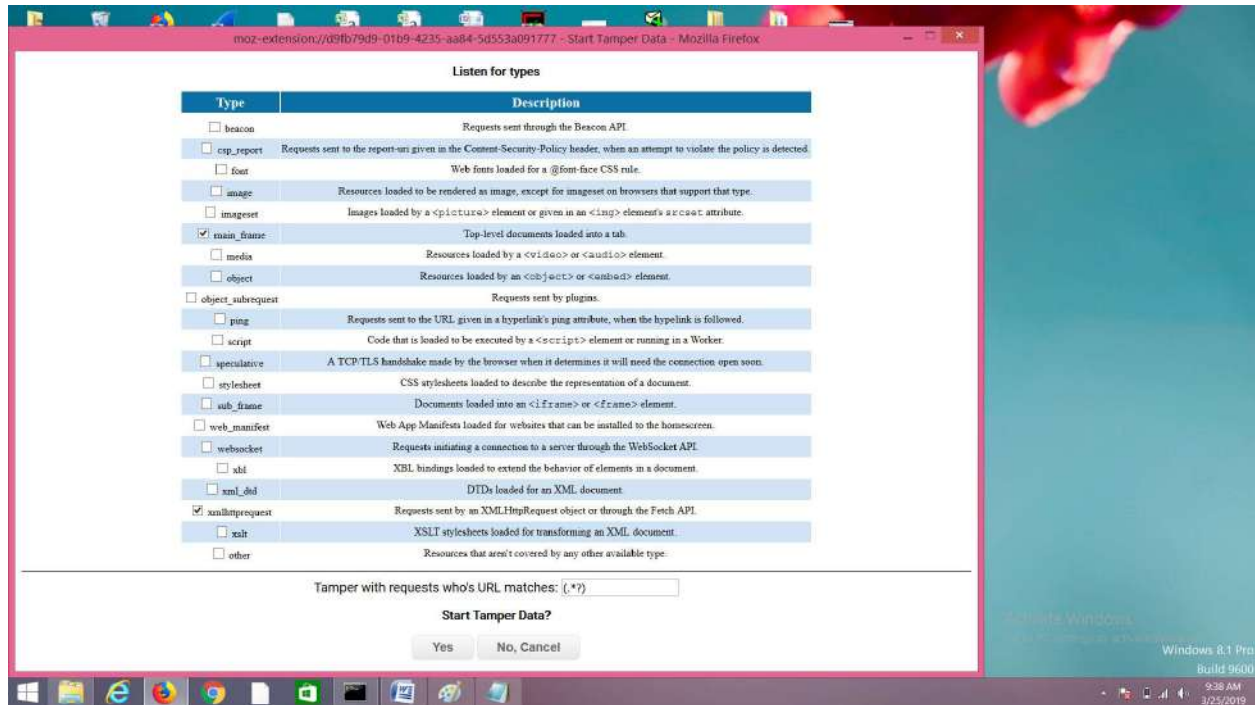 moz-extension://d9fb79d9-01b9-4235-aa84-5d553a091777 - Start Tamper Data - Mozilla Firefox
Listen for types
Type Description
beacon Requests sent through the Beacon API.
csp_report Requests sent to the report-uri given in the Content-Security-Policy header, when an attempt to violate the policy is detected.
font Web fonts loaded for a @font-face CSS rule.
image Resources loaded to be rendered as image, except for imageset on browsers that support that type.
imageset Images loaded by a <picture> element or given in an <img> element's srcset attribute.
main_frame Top-level documents loaded into a tab.
media Resources loaded by a <video> or <audio> element.
object Resources loaded by an <object> or <embed> element.
object_subrequest Requests sent by plugins.
ping Requests sent to the URL given in a hyperlink's ping attribute, when the hypelink is followed.
script Code that is loaded to be executed by a <script> element or running in a Worker.
speculative A TCP/TLS handshake made by the browser when it determines it will need the connection open soon.
stylesheet CSS stylesheets loaded to describe the representation of a document.
sub_frame Documents loaded into an <iframe> or <frame> element.
web_manifest Web App Manifests loaded for websites that can be installed to the homescreen.
websocket Requests initiating a connection to a server through the WebSocket API.
xbl XBL bindings loaded to extend the behavior of elements in a document.
xml_dtd DTDs loaded for an XML document.
xmlhttprequest Requests sent by an XMLHttpRequest object or through the Fetch API.
xslt XSLT stylesheets loaded for transforming an XML document.
other Resources that aren't covered by any other available type.
Tamper with requests who's URL matches: (.*?)
Start Tamper Data?
Yes No, Cancel
Activate Windows
Windows 8.1 Pro
Build 9600
9:38 AM
3/25/2019